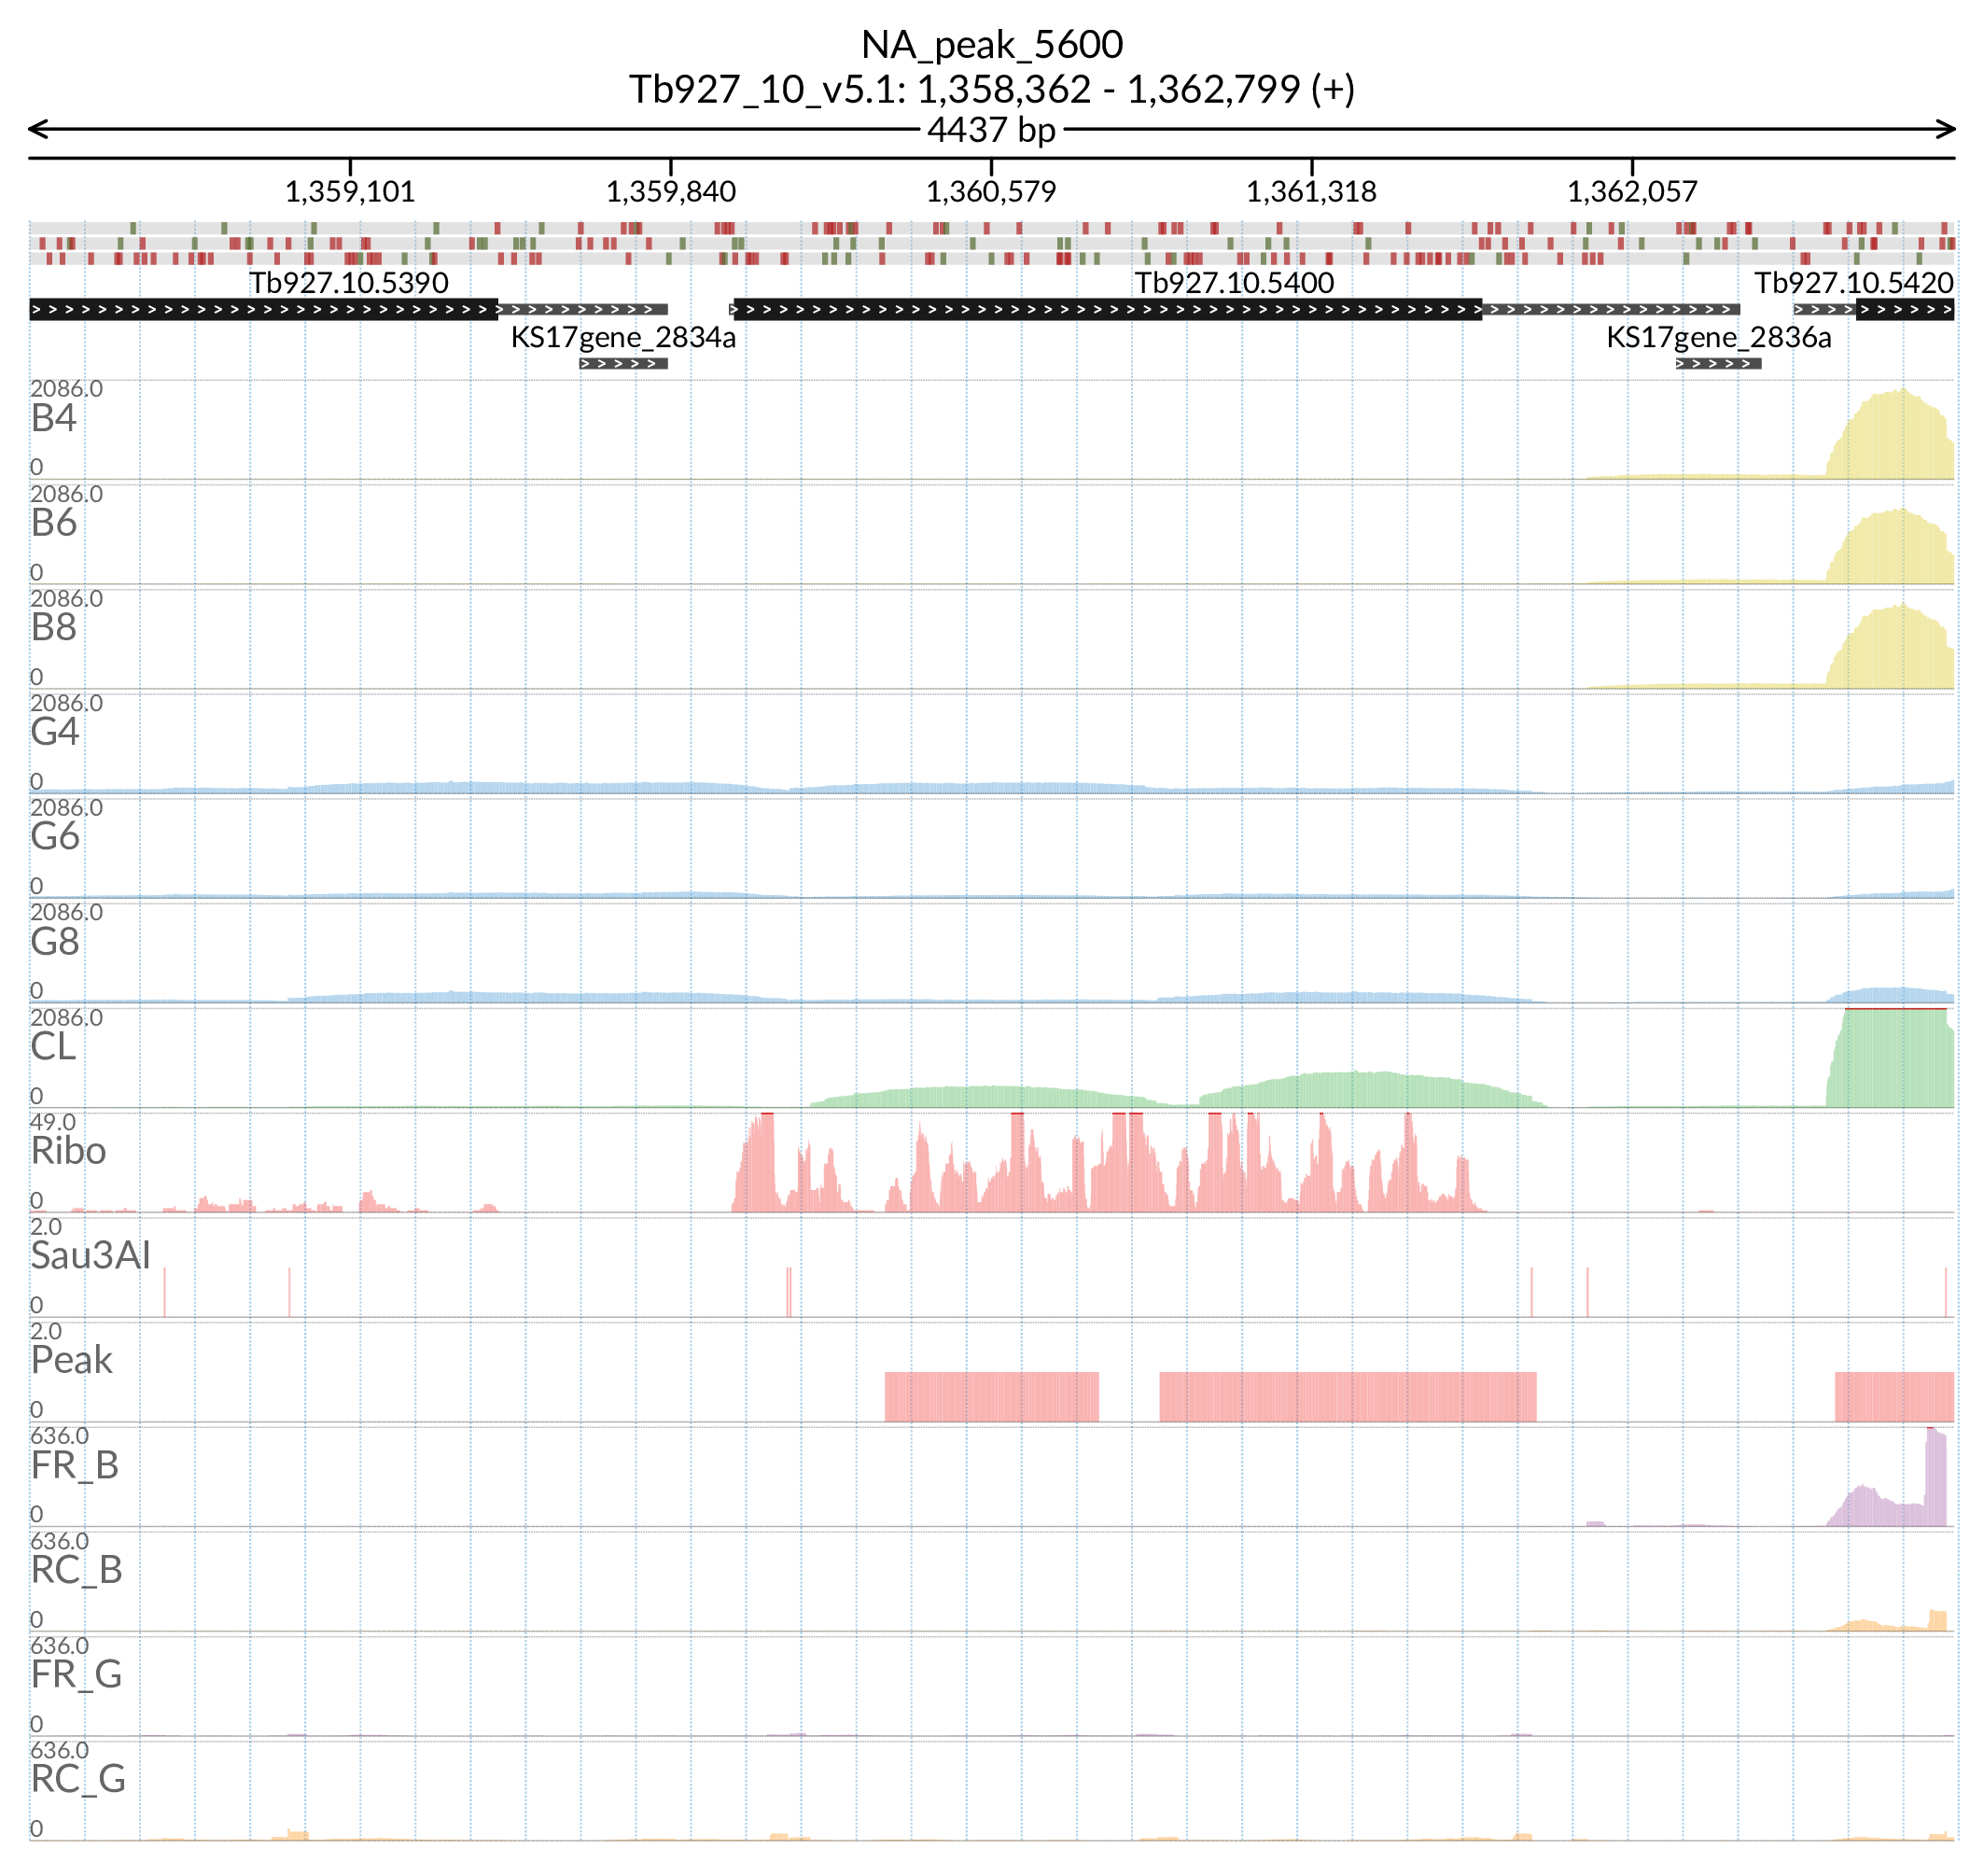 NA_peak_5600
Tb927_10_v5.1: 1,358,362 - 1,362,799 (+)
4437 bp
1,359,101 1,359,840 1,360,579 1,361,318 1,362,057
Tb927.10.5390 Tb927.10.5400 Tb927.10.5420
KS17gene_2834a KS17gene_2836a
2086.0
B4
0
2086.0
B6
0
2086.0
B8
0
2086.0
G4
0
2086.0
G6
0
2086.0
G8
0
2086.0
CL
0
49.0
Ribo
0
2.0
Sau3AI
0
2.0
Peak
0
636.0
FR_B
0
636.0
RC_B
0
636.0
FR_G
0
636.0
RC_G
0